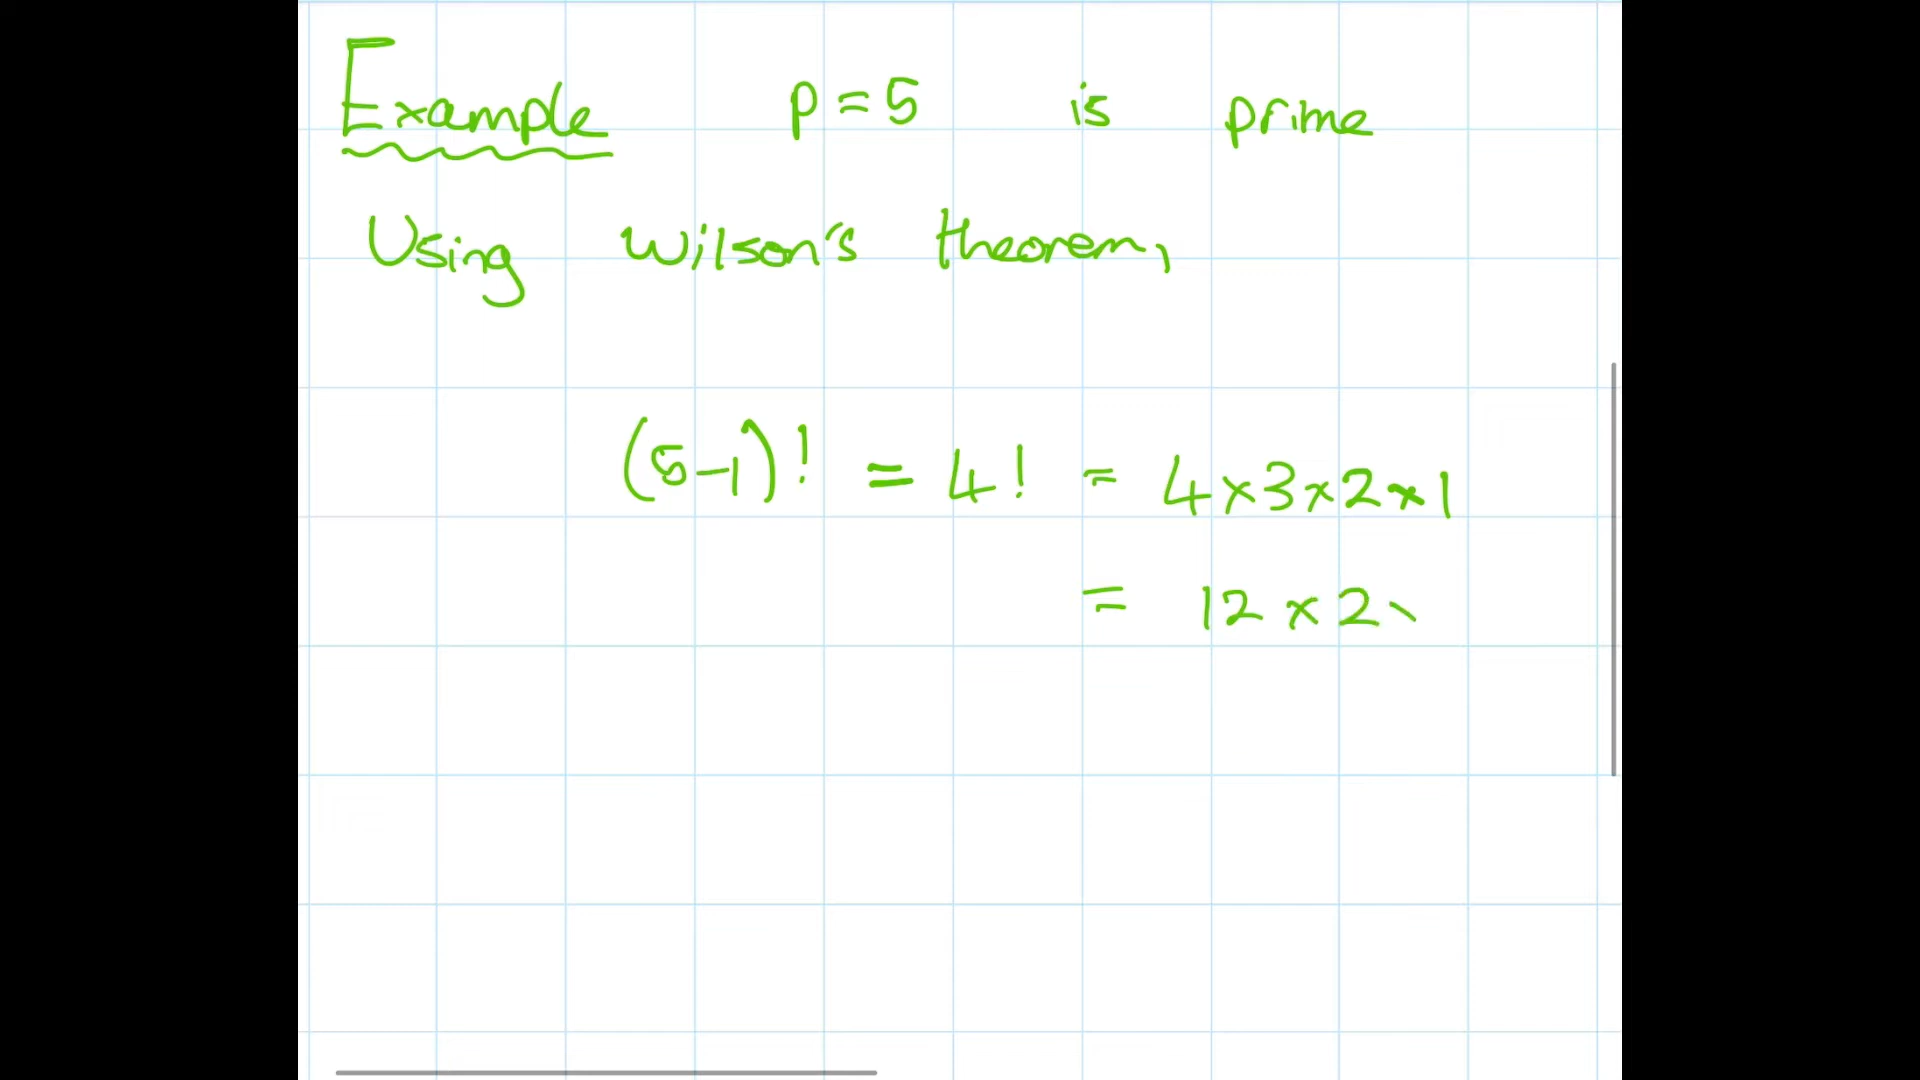 Example p = 5 is prime
Using Wilson's theorem,
(5-1)! = 4! = 4×3×2×1
= 12 × 2 \